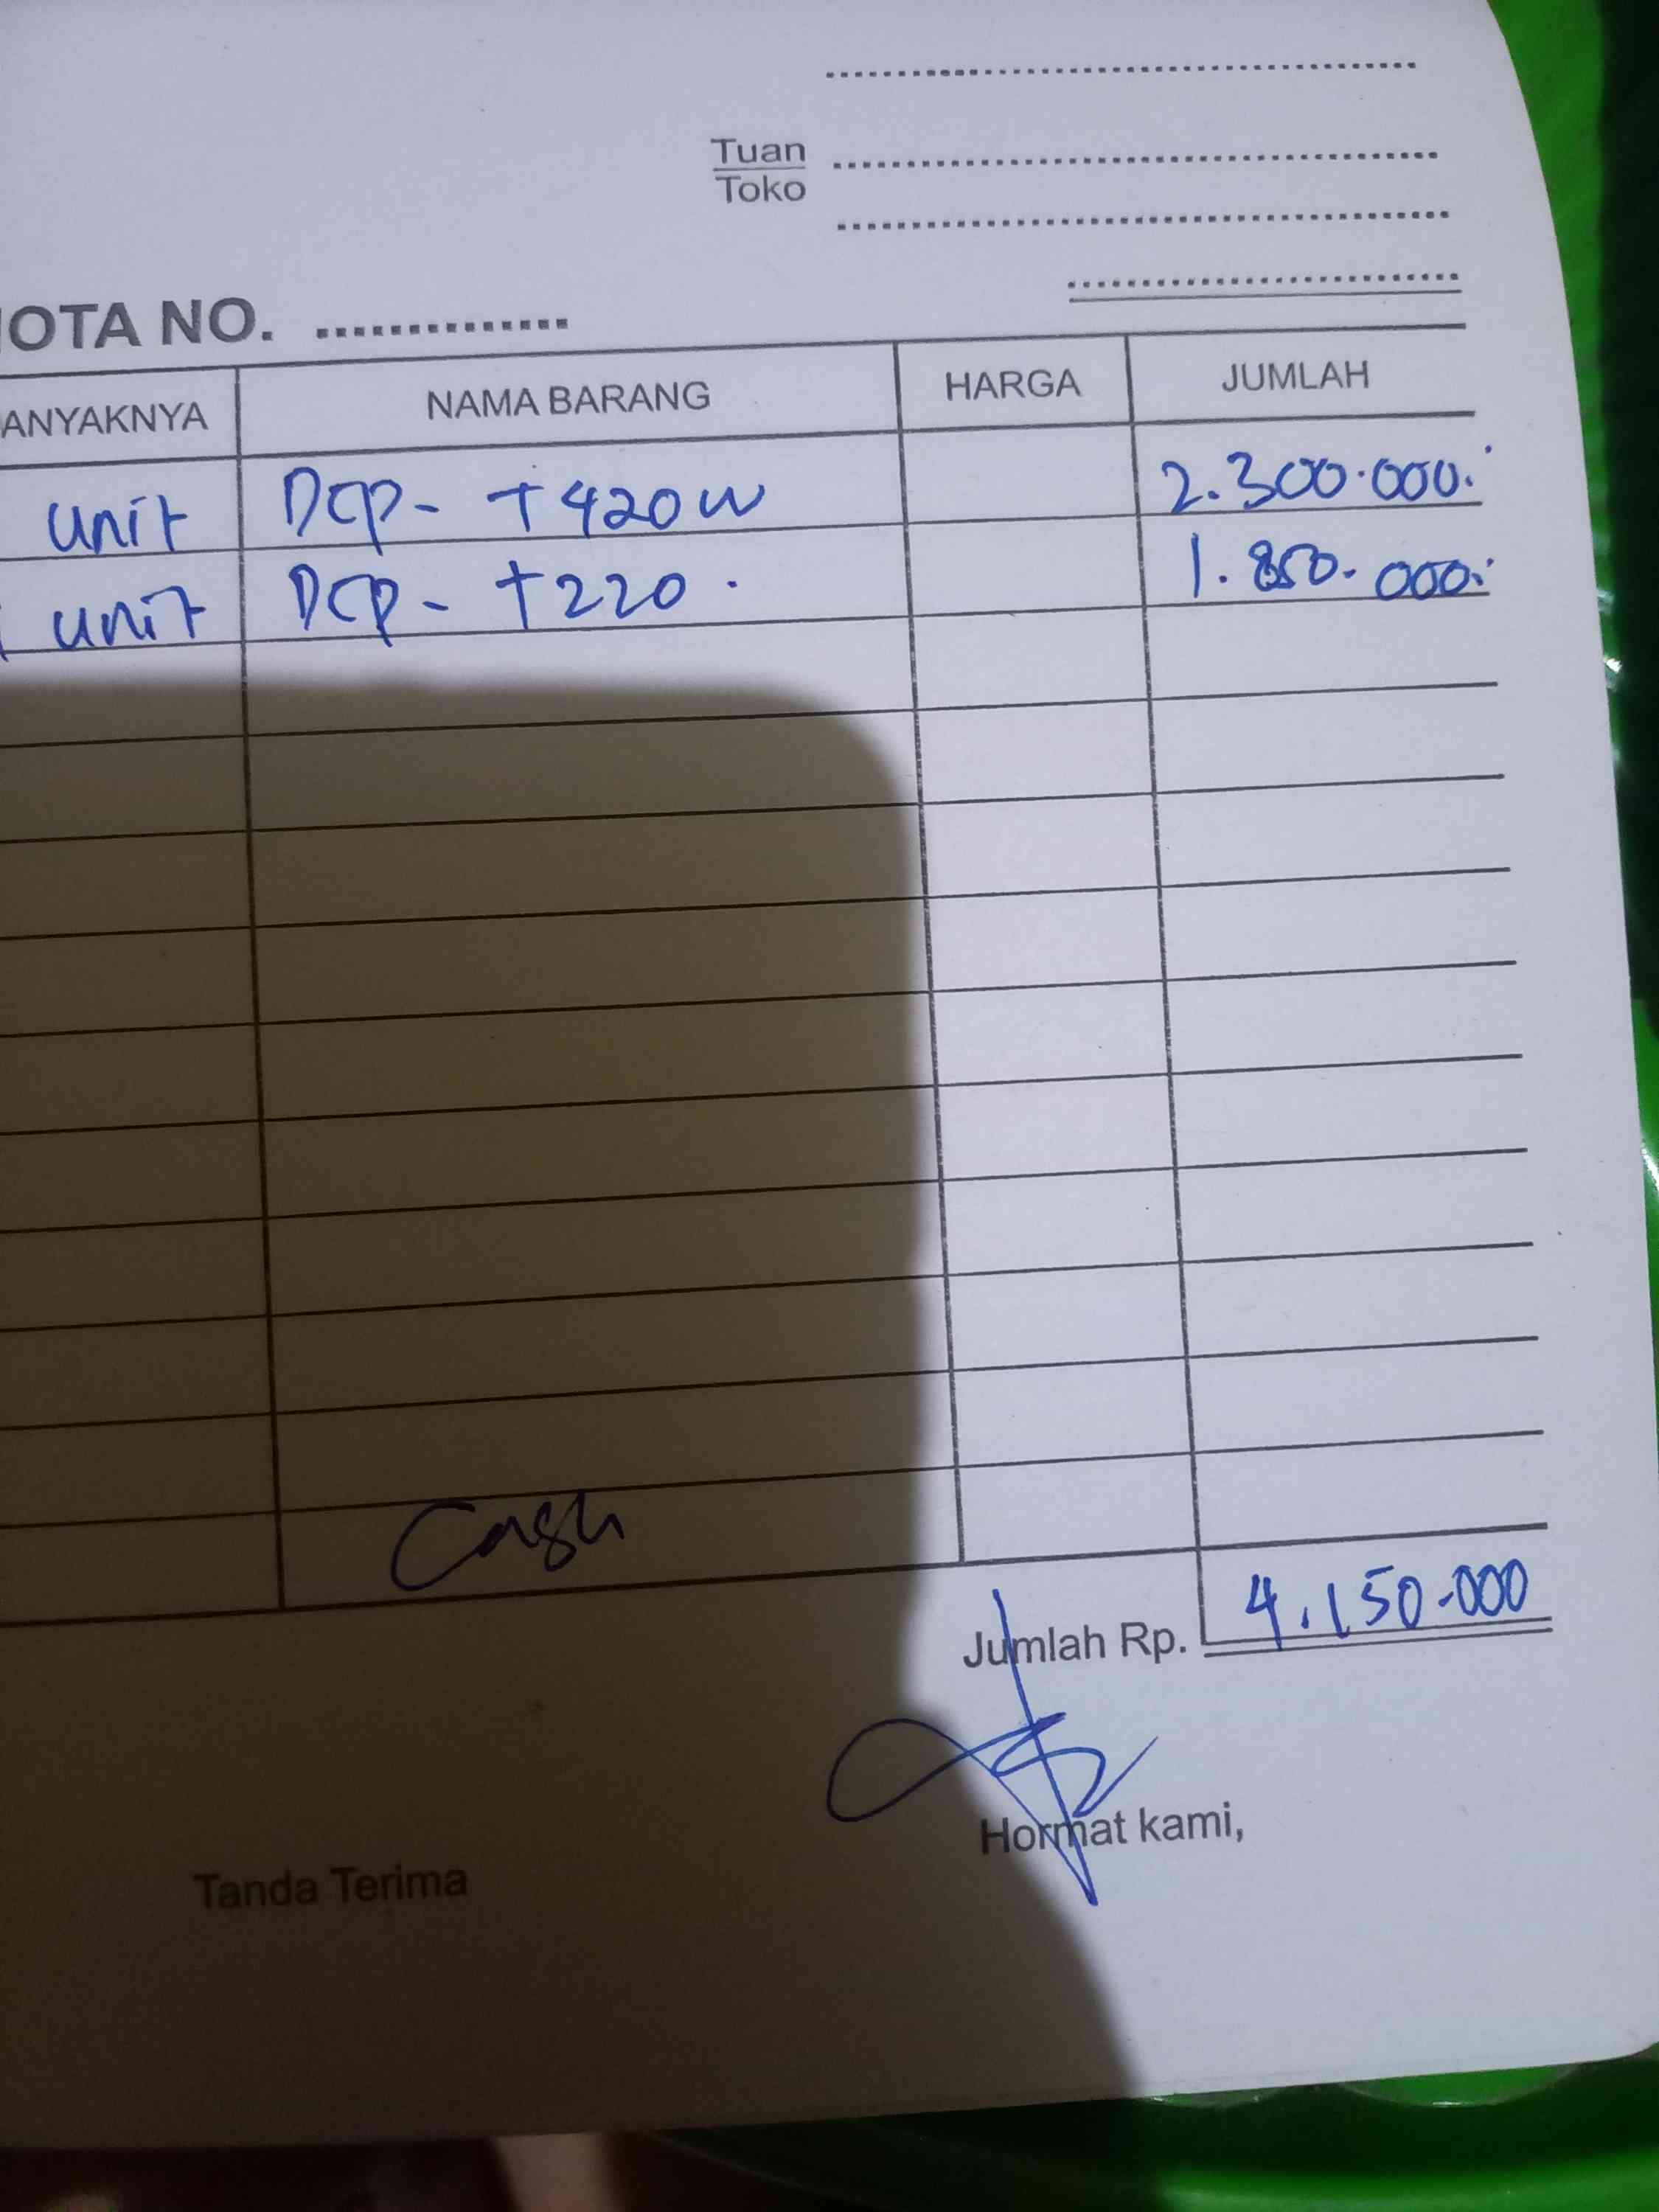 Tuan
Toko
OTA NO. ...............
ANYAKNYA NAMA BARANG HARGA JUMLAH
unit DCP- T420W 2.300.000.
unit DCP- T220. 1.850.000.
Cash
Jumlah Rp. 4.150.000
Tanda Terima Hormat kami,